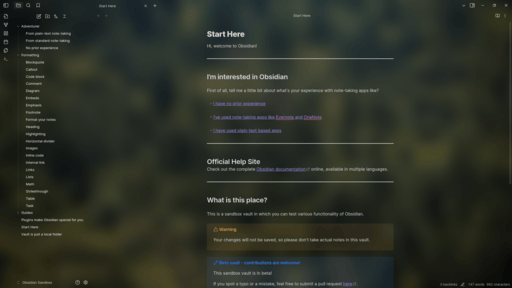 Start Here
Start Here
Adventurer
From plain-text note-taking
From standard note-taking
No prior experience
Formatting
Blockquote
Callout
Code block
Comment
Diagram
Embeds
Emphasis
Footnote
Format your notes
Heading
Highlighting
Horizontal divider
Images
Inline code
Internal link
Links
Lists
Math
Strikethrough
Table
Task
Guides
Plugins make Obsidian special for you
Start Here
Vault is just a local folder
Obsidian Sandbox
Start Here
Hi, welcome to Obsidian!
I'm interested in Obsidian
First of all, tell me a little bit about what's your experience with note-taking apps like?
I have no prior experience
I've used note-taking apps like Evernote and OneNote
I have used plain-text based apps
Official Help Site
Check out the complete Obsidian documentation online, available in multiple languages.
What is this place?
This is a sandbox vault in which you can test various functionality of Obsidian.
Warning
Your changes will not be saved, so please don't take actual notes in this vault.
contributions are welcome!
This sandbox vault is in beta!
If you spot a typo or a mistake, feel free to submit a pull request here
0 backlinks